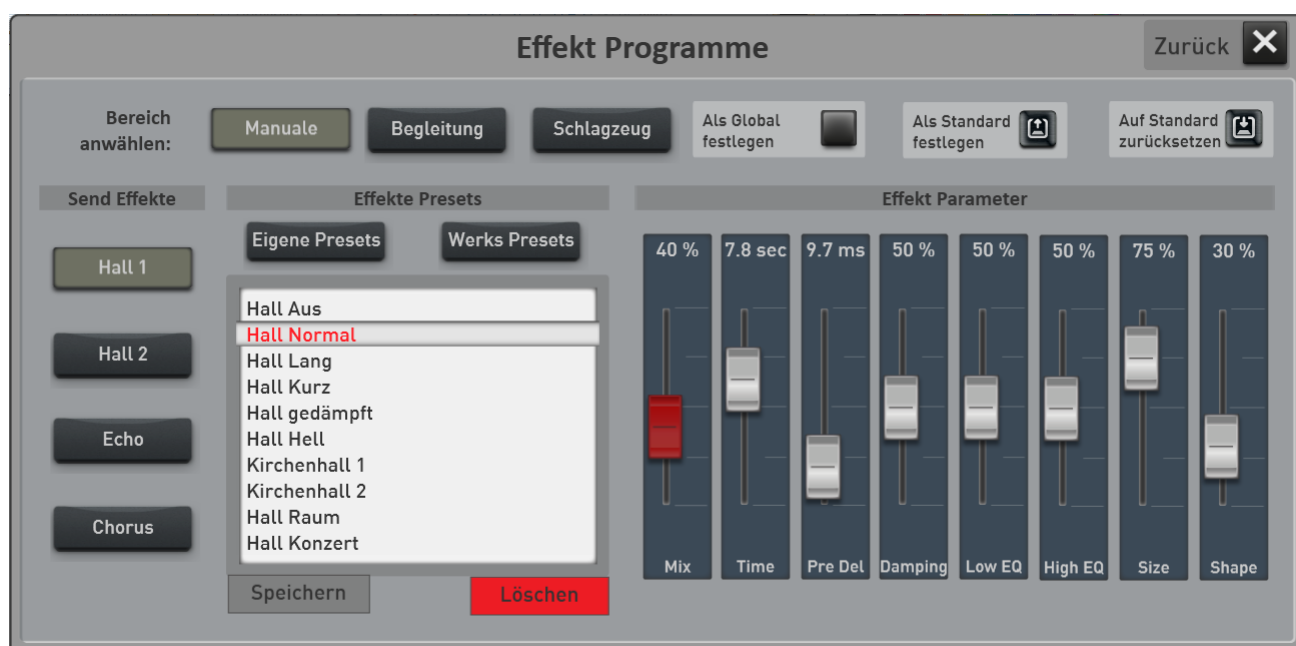 Effekt Programme
Zurück
Bereich
anwählen:
Manuale
Begleitung
Schlagzeug
Als Global
festlegen
Als Standard
festlegen
Auf Standard
zurücksetzen
Send Effekte
Effekte Presets
Effekt Parameter
Hall 1
Hall 2
Echo
Chorus
Eigene Presets
Werks Presets
Hall Aus
Hall Normal
Hall Lang
Hall Kurz
Hall gedämpft
Hall Hell
Kirchenhall 1
Kirchenhall 2
Hall Raum
Hall Konzert
Speichern
Löschen
40 % 7.8 sec 9.7 ms 50 % 50 % 50 % 75 % 30 %
Mix Time Pre Del Damping Low EQ High EQ Size Shape